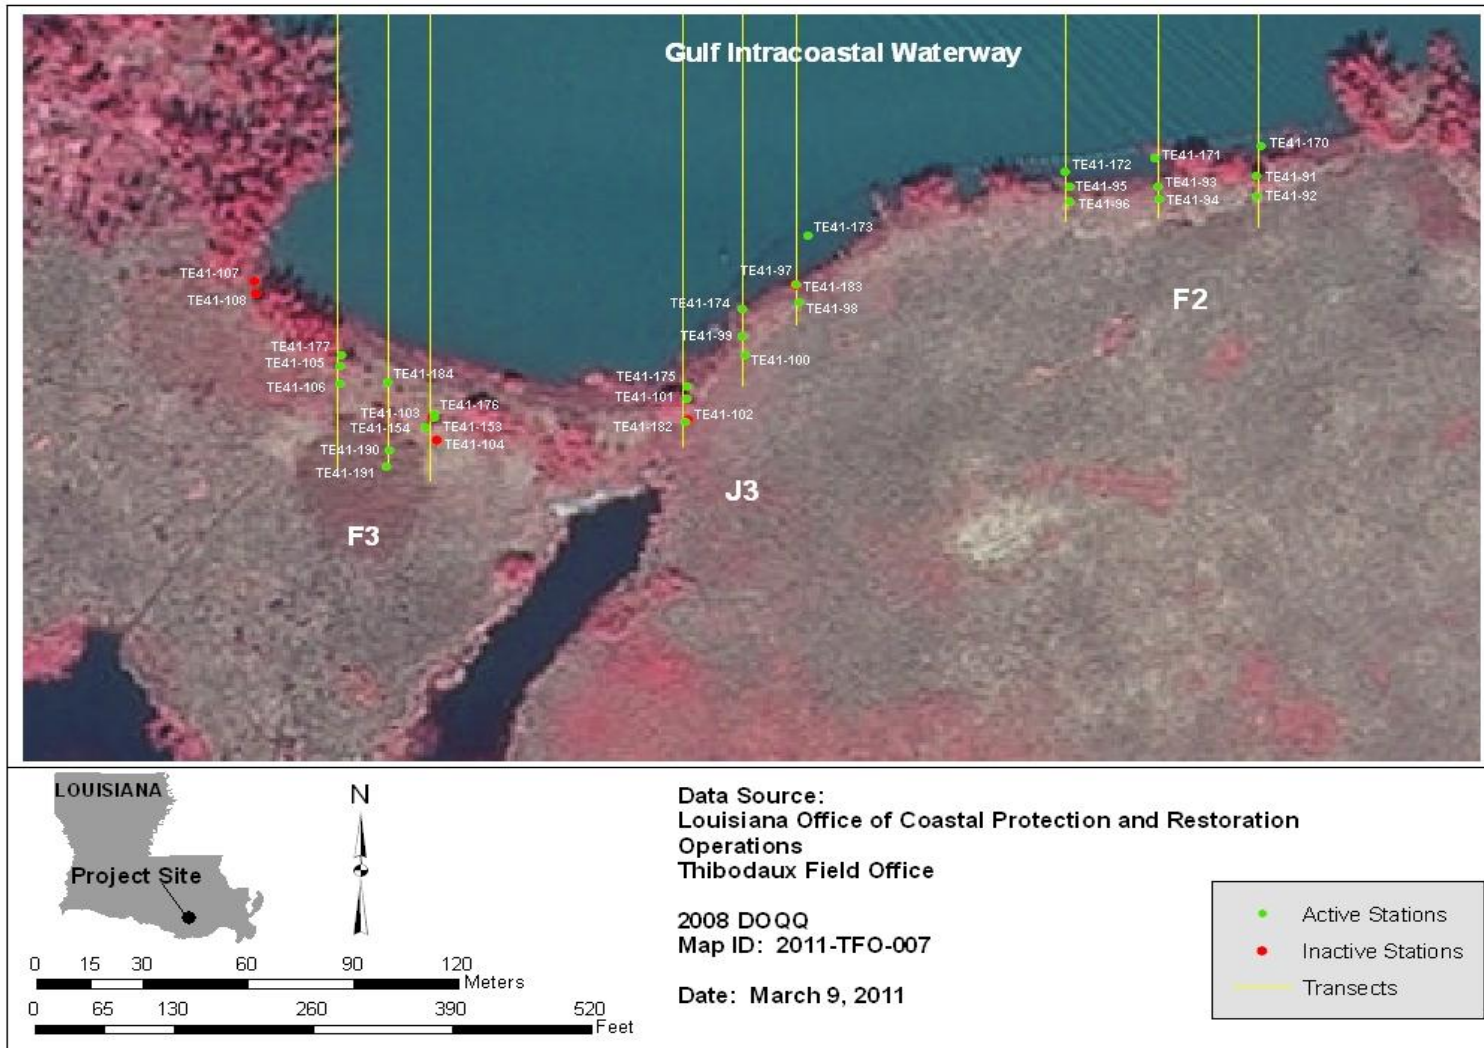 Gulf Intracoastal Waterway
TE41-170
TE41-171
TE41-172
TE41-91
TE41-95
TE41-93
TE41-92
TE41-96
TE41-94
TE41-173
TE41-97
TE41-107
TE41-183
TE41-108
F2
TE41-174
TE41-98
TE41-99
TE41-177
TE41-100
TE41-105
TE41-184
TE41-175
TE41-106
TE41-101
TE41-176
TE41-103
TE41-102
TE41-154
TE41-153
TE41-182
TE41-104
TE41-190
TE41-191
J3
F3
LOUISIANA
Project Site
N
0 15 30 60 90 120
Meters
0 65 130 260 390 520
Feet
Data Source:
Louisiana Office of Coastal Protection and Restoration
Operations
Thibodaux Field Office
2008 DOQQ
Map ID: 2011-TFO-007
Date: March 9, 2011
Active Stations
Inactive Stations
Transects